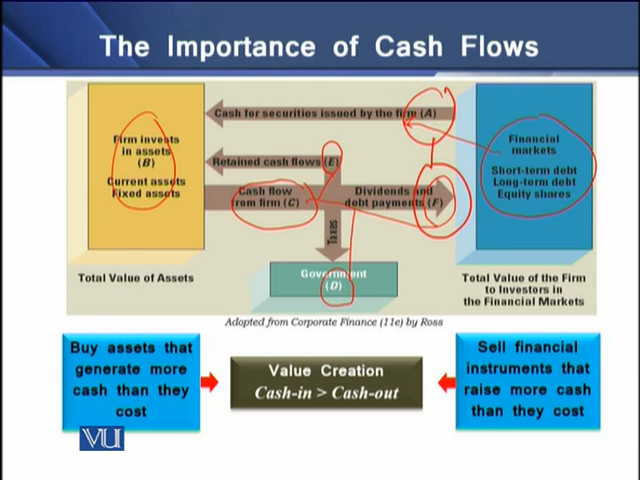 The Importance of Cash Flows
Cash for securities issued by the firm (A)
Firm invests
in assets
(B)
Current assets
Fixed assets
Financial
markets
Short-term debt
Long-term debt
Equity shares
Retained cash flows (E)
Cash flow
from firm (C)
Dividends and
debt payments (F)
Taxes
Government
(D)
Total Value of Assets
Total Value of the Firm
to Investors in
the Financial Markets
Adopted from Corporate Finance (11e) by Ross
Buy assets that
generate more
cash than they
cost
Value Creation
Cash-in > Cash-out
Sell financial
instruments that
raise more cash
than they cost
VU